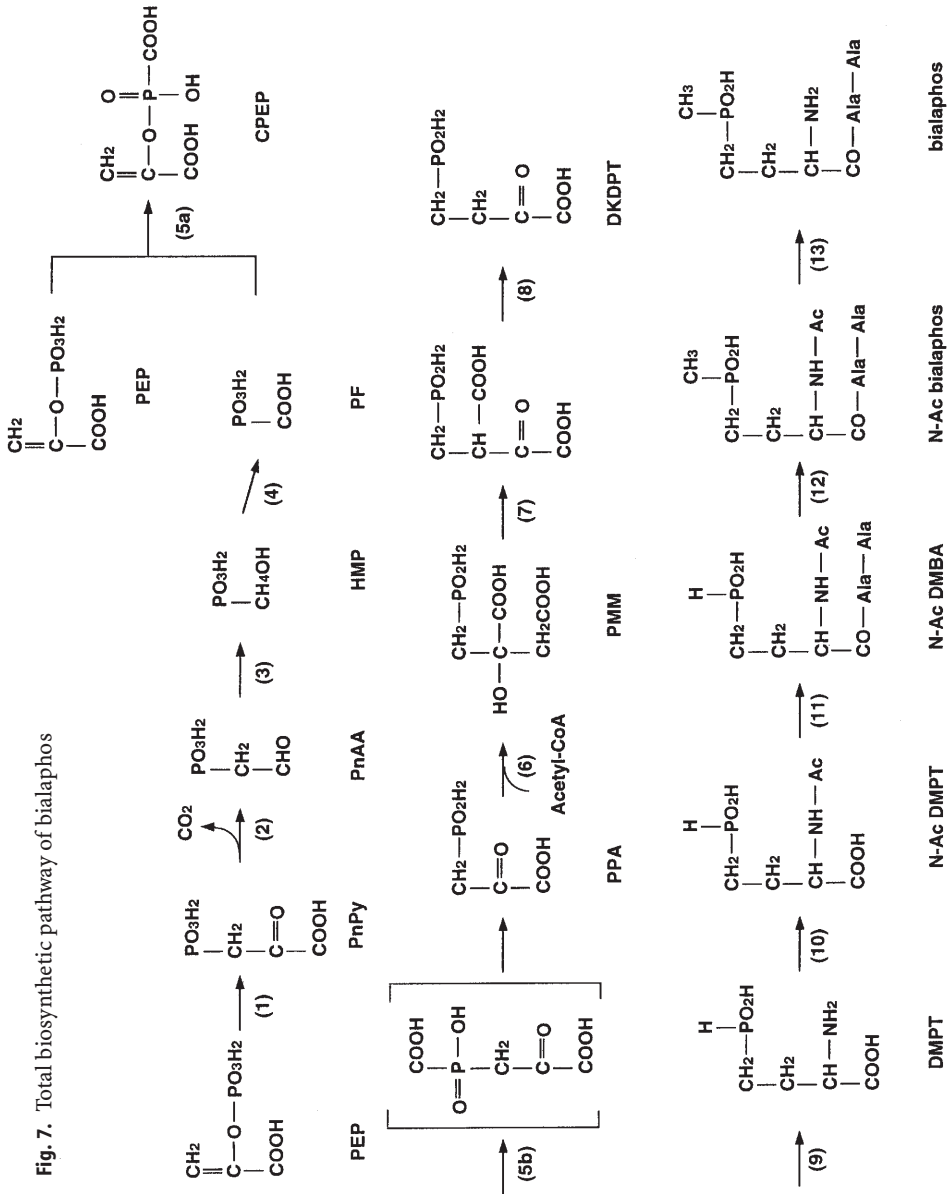 Fig. 7. Total biosynthetic pathway of bialaphos
CH2
C—O—PO3H2
COOH
PEP
(1)
PO3H2
CH2
C=O
COOH
PnPy
CO2
(2)
PO3H2
CH2
CHO
PnAA
(3)
PO3H2
CH4OH
HMP
(4)
PO3H2
COOH
PF
CH2
C—O—PO3H2
COOH
PEP
(5a)
CH2 O
C—O—P—COOH
COOH OH
CPEP
(5b)
COOH
O=P—OH
CH2
C=O
COOH
CH2—PO2H2
C=O
COOH
PPA
(6)
Acetyl-CoA
CH2—PO2H2
HO—C—COOH
CH2COOH
PMM
(7)
CH2—PO2H2
CH—COOH
C=O
COOH
(8)
CH2—PO2H2
CH2
C=O
COOH
DKDPT
(9)
H
CH2—PO2H
CH2
CH—NH2
COOH
DMPT
(10)
H
CH2—PO2H
CH2
CH—NH—Ac
COOH
N-Ac DMPT
(11)
H
CH2—PO2H
CH2
CH—NH—Ac
CO—Ala—Ala
N-Ac DMBA
(12)
CH3
CH2—PO2H
CH2
CH—NH—Ac
CO—Ala—Ala
N-Ac bialaphos
(13)
CH3
CH2—PO2H
CH2
CH—NH2
CO—Ala—Ala
bialaphos